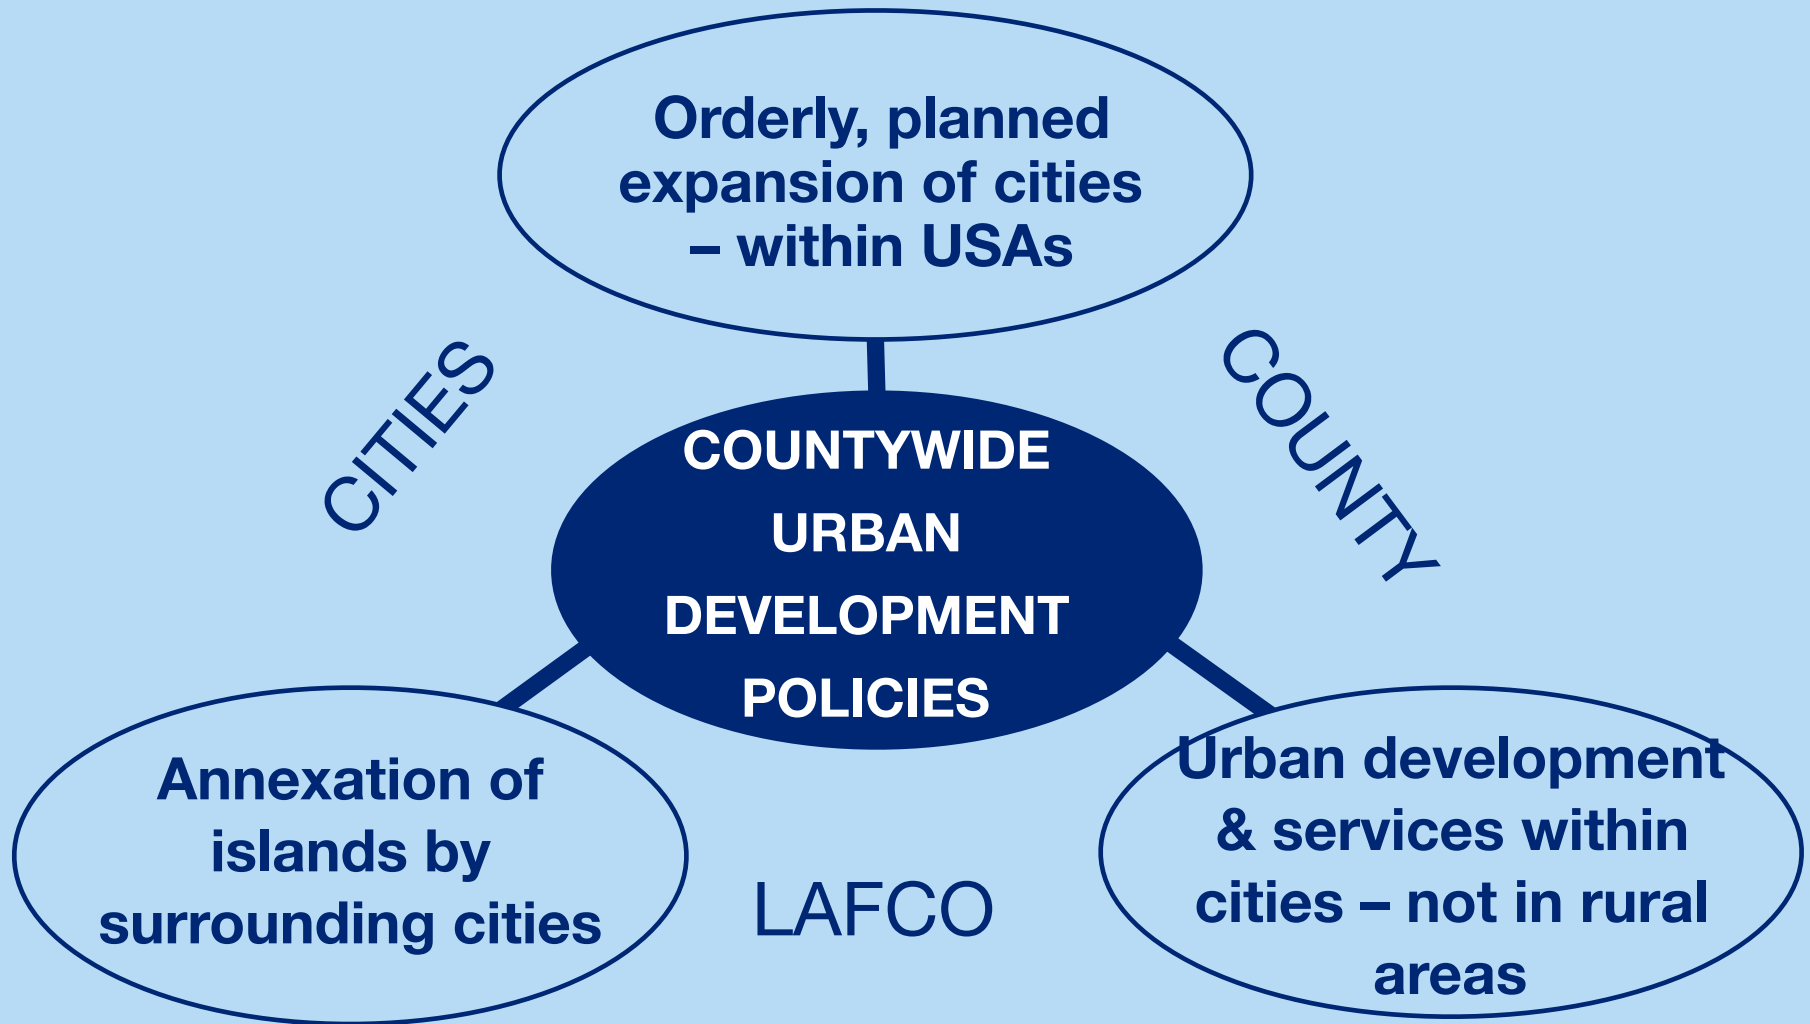 Orderly, planned
expansion of cities
– within USAs
CITIES
COUNTY
COUNTYWIDE
URBAN
DEVELOPMENT
POLICIES
Annexation of
islands by
surrounding cities
LAFCO
Urban development
& services within
cities – not in rural
areas